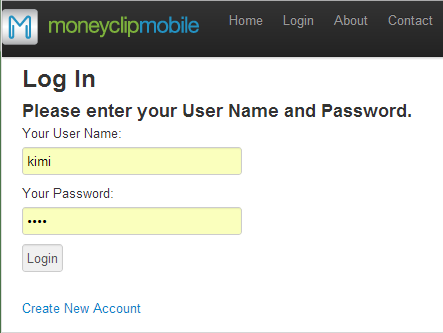 M moneyclipmobile Home Login About Contact
Log In
Please enter your User Name and Password.
Your User Name:
kimi
Your Password:
••••
Login
Create New Account